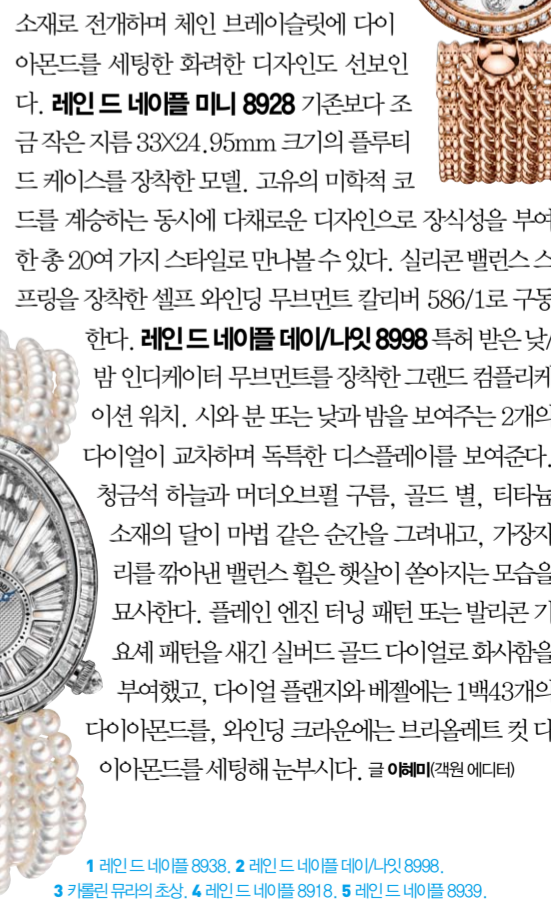 소재로 전개하며 체인 브레이슬릿에 다이
아몬드를 세팅한 화려한 디자인도 선보인
다. 레인 드 네이플 미니 8928 기존보다 조
금 작은 지름 33X24.95mm 크기의 플루티
드 케이스를 장착한 모델. 고유의 미학적 코
드를 계승하는 동시에 다채로운 디자인으로 장식성을 부여
한 총 20여 가지 스타일로 만나볼 수 있다. 실리콘 밸런스 스
프링을 장착한 셀프 와인딩 무브먼트 칼리버 586/1로 구동
한다. 레인 드 네이플 데이/나잇 8998 특허 받은 낮/
밤 인디케이터 무브먼트를 장착한 그랜드 컴플리케
이션 워치. 시와 분 또는 낮과 밤을 보여주는 2개의
다이얼이 교차하며 독특한 디스플레이를 보여준다.
청금석 하늘과 머더오브펄 구름, 골드 별, 티타늄
소재의 달이 마법 같은 순간을 그려내고, 가장자
리를 깎아낸 밸런스 휠은 햇살이 쏟아지는 모습을
묘사한다. 플레인 엔진 터닝 패턴 또는 발리콘 기
요셰 패턴을 새긴 실버드 골드 다이얼로 화사함을
부여했고, 다이얼 플랜지와 베젤에는 1백43개의
다이아몬드를, 와인딩 크라운에는 브리올레트 컷 다
이아몬드를 세팅해 눈부시다. 글 이혜미(객원 에디터)
1 레인 드 네이플 8938. 2 레인 드 네이플 데이/나잇 8998.
3 카롤린 뮤라의 초상. 4 레인 드 네이플 8918. 5 레인 드 네이플 8939.